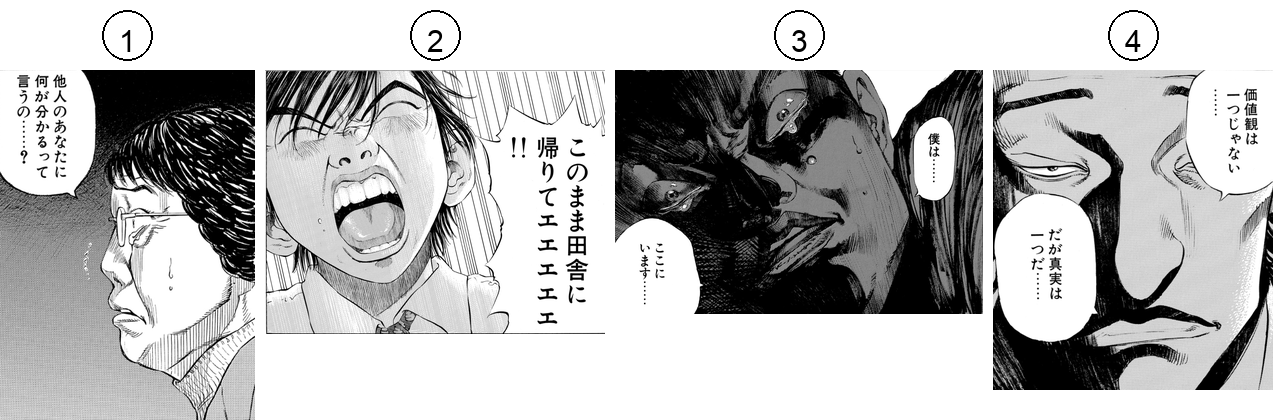 1
他人のあなたに
何が分かるって
言うの……?
2
このまま田舎に
帰りてエエエエエ
!!
3
僕は……
ここに
います……
4
価値観は
一つじゃない
……
だが真実は
一つだ……